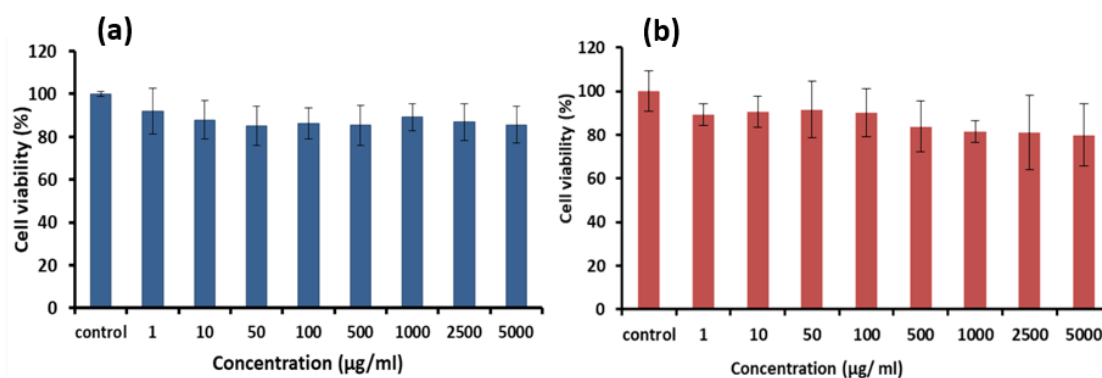 (a)
120
100
80
60
40
20
0
Cell viability (%)
control 1 10 50 100 500 1000 2500 5000
Concentration (µg/ml)
(b)
120
100
80
60
40
20
0
Cell viability (%)
control 1 10 50 100 500 1000 2500 5000
Concentration (µg/ ml)